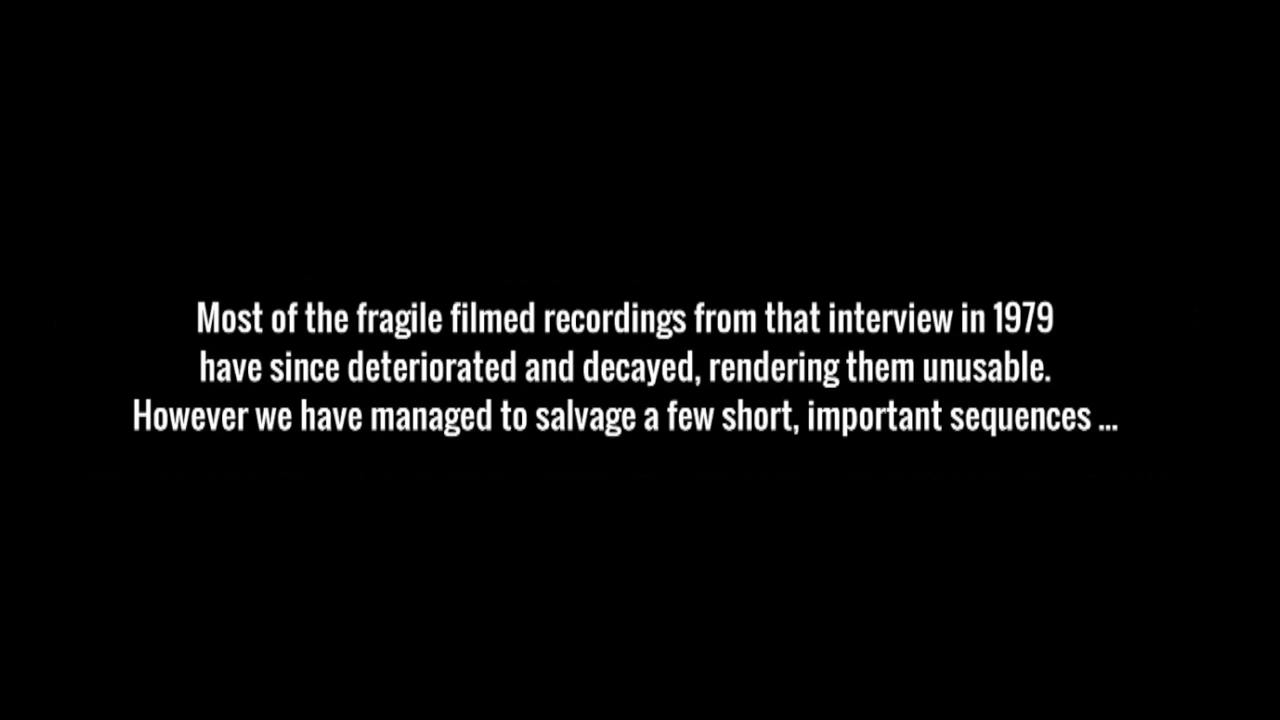 Most of the fragile filmed recordings from that interview in 1979
have since deteriorated and decayed, rendering them unusable.
However we have managed to salvage a few short, important sequences ...